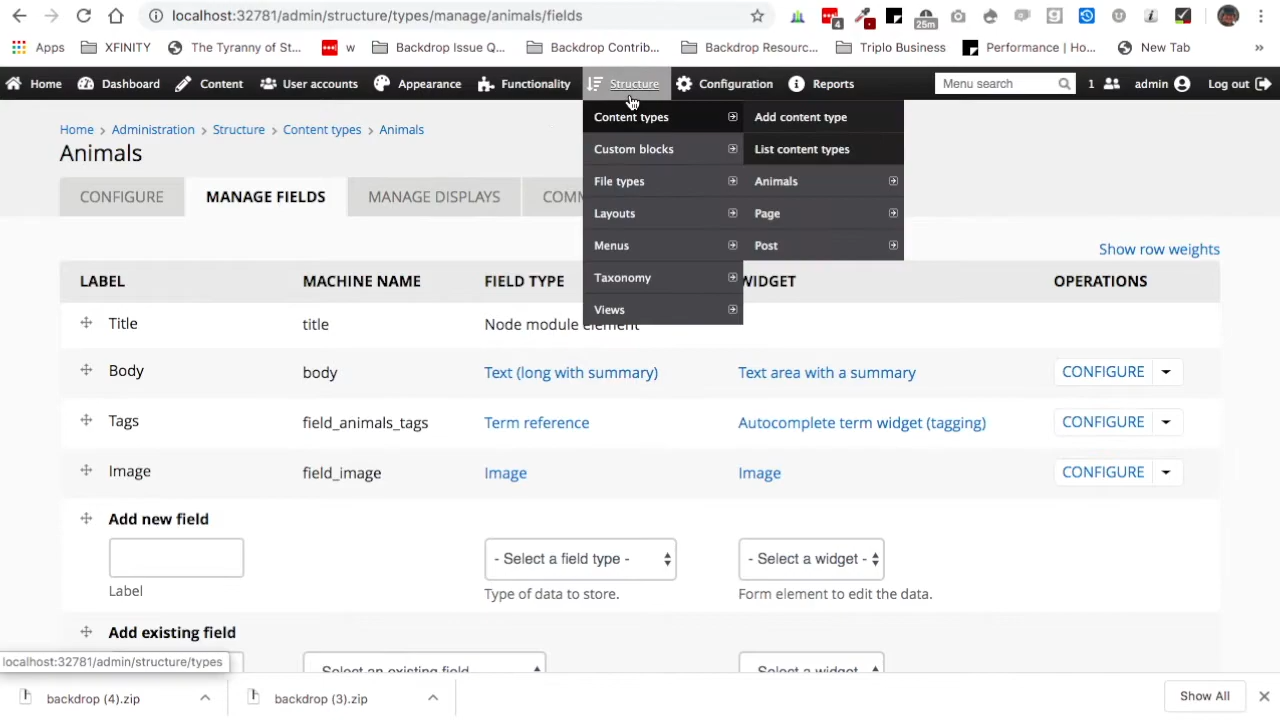 localhost:32781/admin/structure/types/manage/animals/fields
4
25m
Apps XFINITY The Tyranny of St... w Backdrop Issue Q... Backdrop Contrib... Backdrop Resourc... Triplo Business Performance | Ho... New Tab »
Home Dashboard Content User accounts Appearance Functionality Structure Configuration Reports Menu search 1 admin Log out
Content types Add content type
Home › Administration › Structure › Content types › Animals
Animals
Custom blocks List content types
File types Animals
CONFIGURE MANAGE FIELDS MANAGE DISPLAYS COMM
Layouts Page
Menus Post
Show row weights
Taxonomy
LABEL MACHINE NAME FIELD TYPE WIDGET OPERATIONS
Views
Title title Node module element
Body body Text (long with summary) Text area with a summary CONFIGURE
Tags field_animals_tags Term reference Autocomplete term widget (tagging) CONFIGURE
Image field_image Image Image CONFIGURE
Add new field
- Select a field type - - Select a widget -
Label Type of data to store. Form element to edit the data.
Add existing field
localhost:32781/admin/structure/types
- Select an existing field - Select a widget
backdrop (4).zip backdrop (3).zip Show All